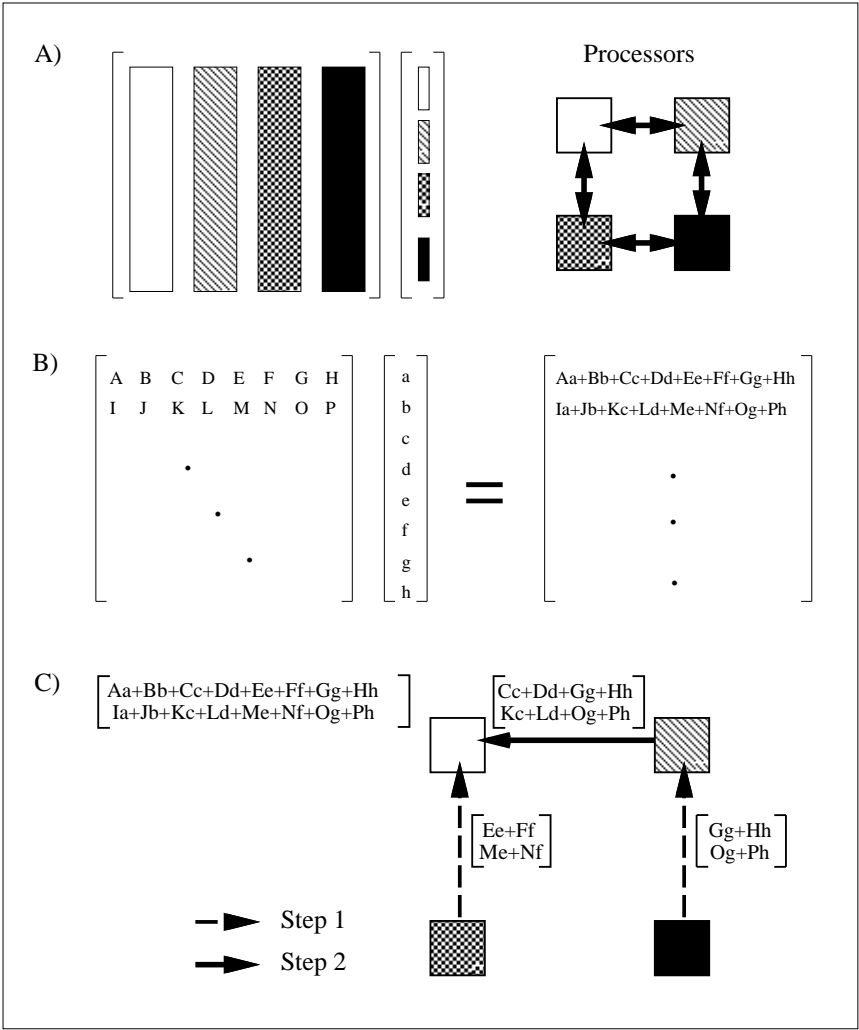 A)
Processors
B)
A B C D E F G H
I J K L M N O P
a
b
c
d
e
f
g
h
=
Aa+Bb+Cc+Dd+Ee+Ff+Gg+Hh
Ia+Jb+Kc+Ld+Me+Nf+Og+Ph
C)
Aa+Bb+Cc+Dd+Ee+Ff+Gg+Hh
Ia+Jb+Kc+Ld+Me+Nf+Og+Ph
Cc+Dd+Gg+Hh
Kc+Ld+Og+Ph
Ee+Ff
Me+Nf
Gg+Hh
Og+Ph
Step 1
Step 2